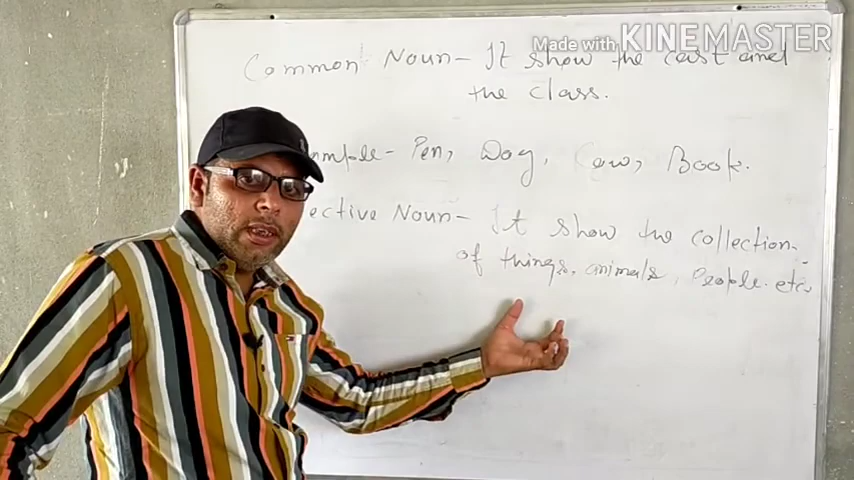 Made with KINEMASTER
Common Noun - It show the cast and
the class.
mple - Pen, Dog, Cow, Book.
ective Noun - It show the collection
of things, animals, people. etc.